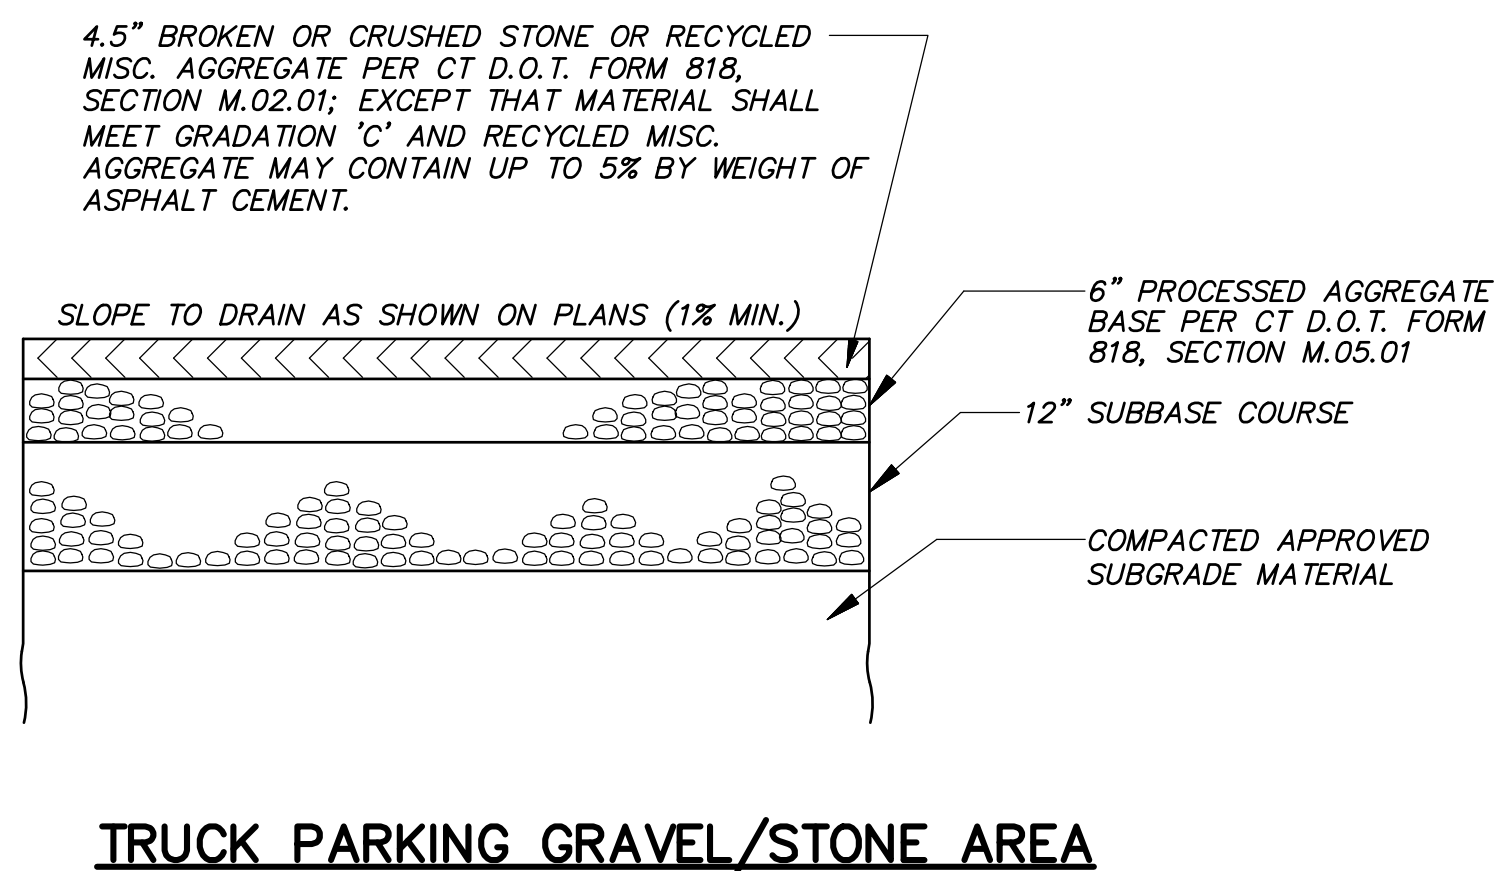 4.5” BROKEN OR CRUSHED STONE OR RECYCLED
MISC. AGGREGATE PER CT D.O.T. FORM 818,
SECTION M.02.01; EXCEPT THAT MATERIAL SHALL
MEET GRADATION 'C' AND RECYCLED MISC.
AGGREGATE MAY CONTAIN UP TO 5% BY WEIGHT OF
ASPHALT CEMENT.
SLOPE TO DRAIN AS SHOWN ON PLANS (1% MIN.)
6” PROCESSED AGGREGATE
BASE PER CT D.O.T. FORM
818, SECTION M.05.01
12” SUBBASE COURSE
COMPACTED APPROVED
SUBGRADE MATERIAL
TRUCK PARKING GRAVEL/STONE AREA